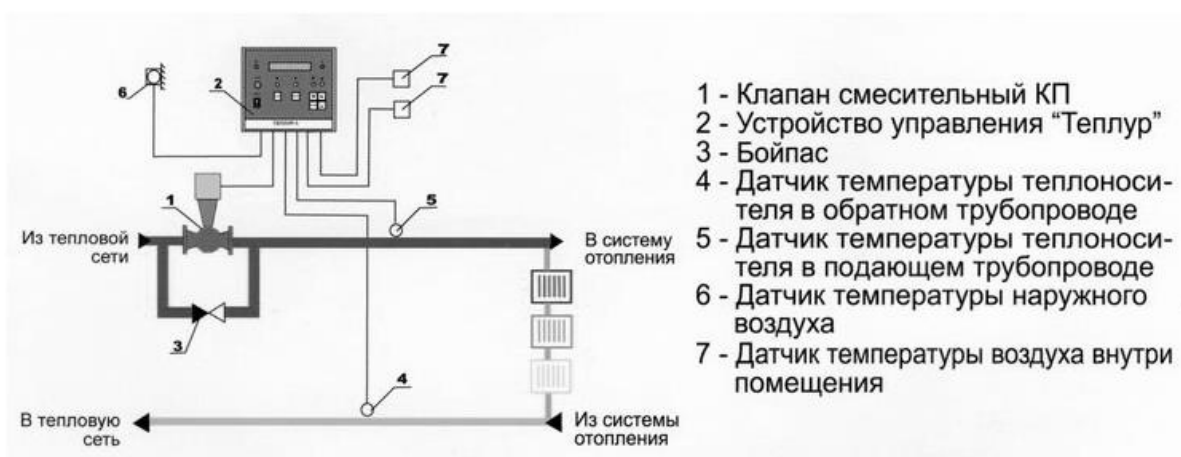 7
7
6
2
1
5
Из тепловой
сети
В систему
отопления
3
4
В тепловую
сеть
Из системы
отопления
1 - Клапан смесительный КП
2 - Устройство управления “Теплур”
3 - Бойпас
4 - Датчик температуры теплоноси-
теля в обратном трубопроводе
5 - Датчик температуры теплоноси-
теля в подающем трубопроводе
6 - Датчик температуры наружного
воздуха
7 - Датчик температуры воздуха внутри
помещения